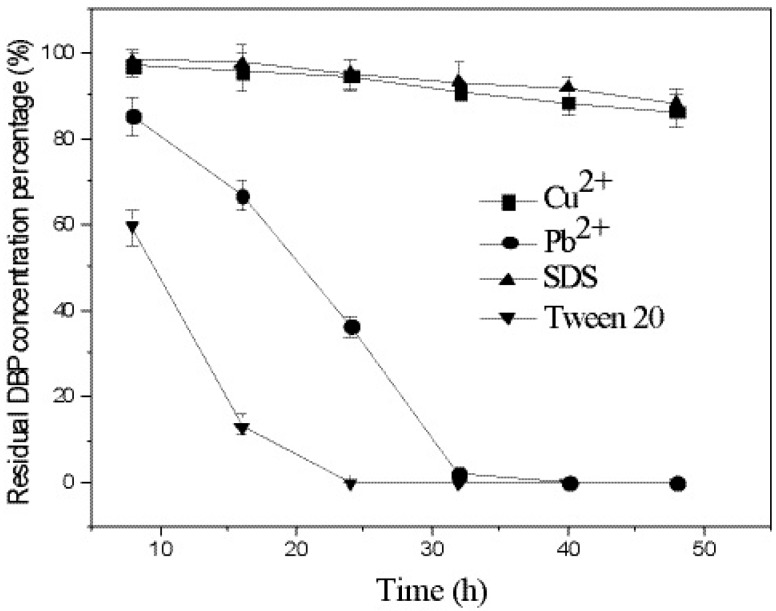 Residual DBP concentration percentage (%)
100
80
60
40
20
0
Cu2+
Pb2+
SDS
Tween 20
10
20
30
40
50
Time (h)